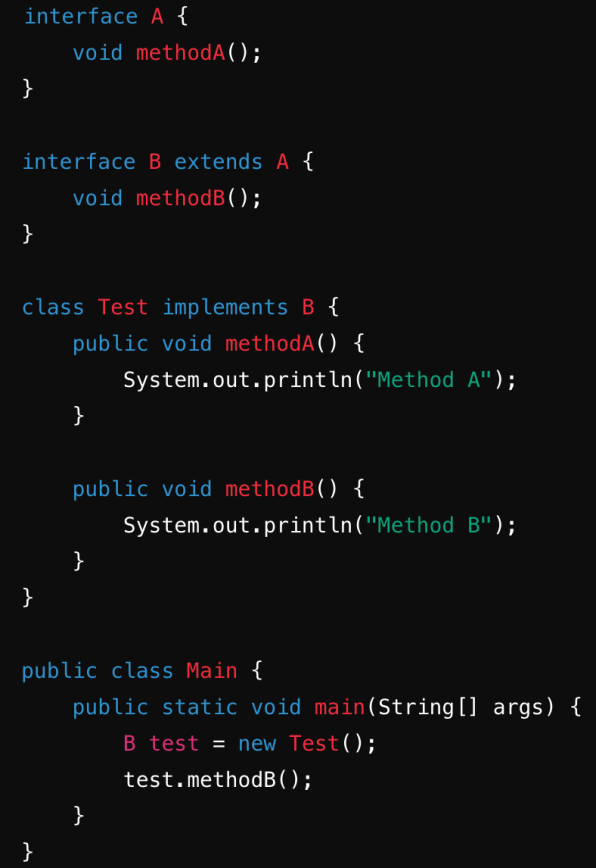 interface A {
    void methodA();
}

interface B extends A {
    void methodB();
}

class Test implements B {
    public void methodA() {
        System.out.println("Method A");
    }

    public void methodB() {
        System.out.println("Method B");
    }
}

public class Main {
    public static void main(String[] args) {
        B test = new Test();
        test.methodB();
    }
}